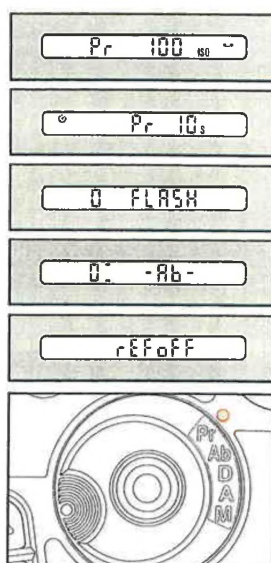 Pr 100 ISO
Pr 10s
0 FLASH
0: -Ab-
rEFoFF
Pr
Ab
D
A
M